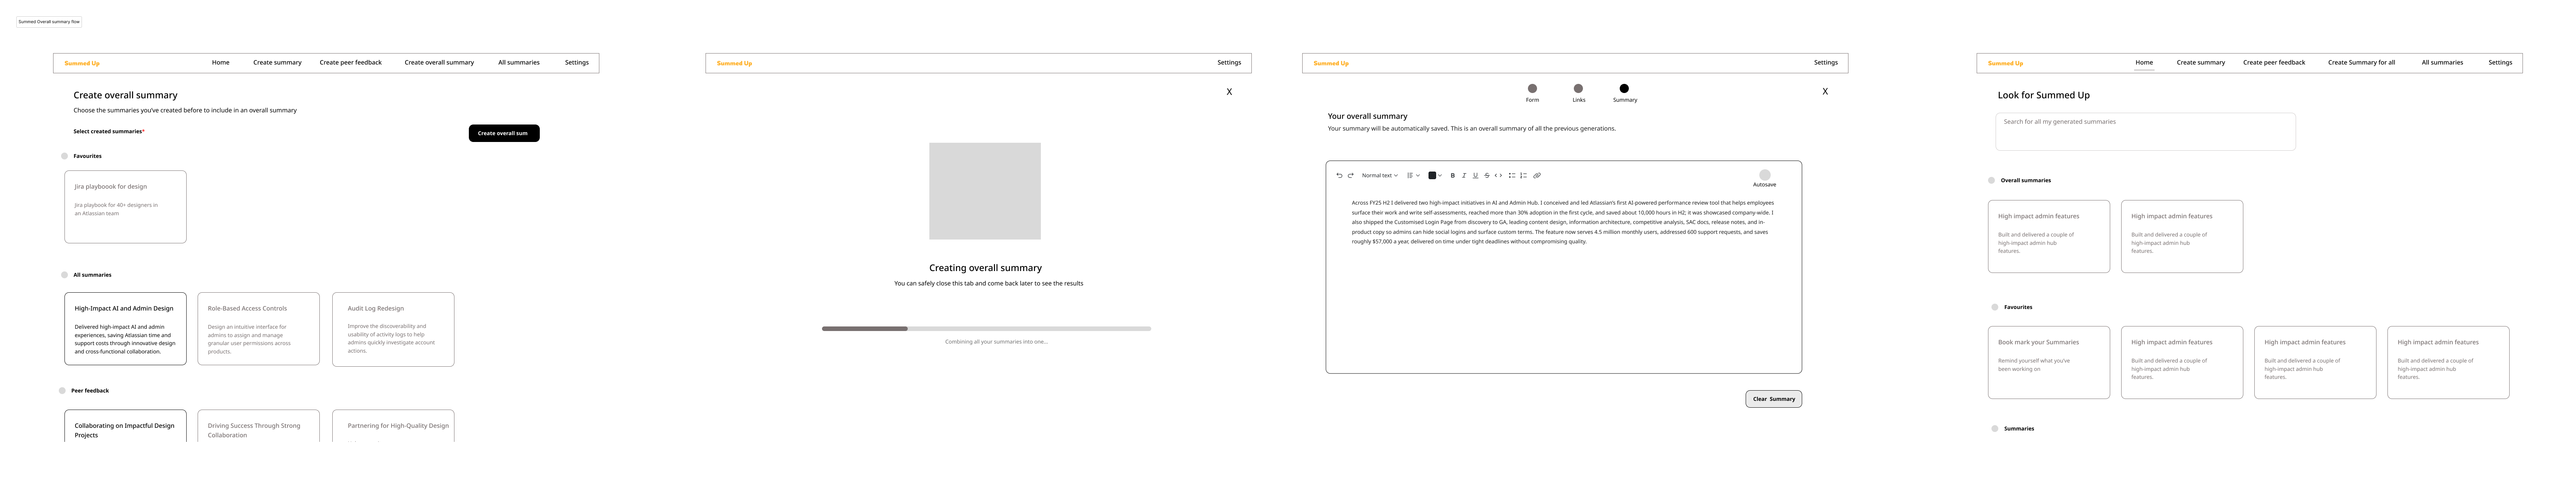 Summed Overall summary flow
Summed Up
Home
Create summary
Create peer feedback
Create overall summary
All summaries
Settings
Create overall summary
Choose the summaries you've created before to include in an overall summary
Select created summaries*
Create overall sum
Favourites
Jira playboook for design
Jira playbook for 40+ designers in
an Atlassian team
All summaries
High-Impact AI and Admin Design
Delivered high-impact AI and admin
experiences, saving Atlassian time and
support costs through innovative design
and cross-functional collaboration.
Role-Based Access Controls
Design an intuitive interface for
admins to assign and manage
granular user permissions across
products.
Audit Log Redesign
Improve the discoverability and
usability of activity logs to help
admins quickly investigate account
actions.
Peer feedback
Collaborating on Impactful Design
Projects
Driving Success Through Strong
Collaboration
Partnering for High-Quality Design
Summed Up
Settings
X
Creating overall summary
You can safely close this tab and come back later to see the results
Combining all your summaries into one...
Summed Up
Settings
Form
Links
Summary
X
Your overall summary
Your summary will be automatically saved. This is an overall summary of all the previous generations.
Normal text
B I U S
Autosave
Across FY25 H2 I delivered two high-impact initiatives in AI and Admin Hub. I conceived and led Atlassian's first AI-powered performance review tool that helps employees
surface their work and write self-assessments, reached more than 30% adoption in the first cycle, and saved about 10,000 hours in H2; it was showcased company-wide. I
also shipped the Customised Login Page from discovery to GA, leading content design, information architecture, competitive analysis, SAC docs, release notes, and in-
product copy so admins can hide social logins and surface custom terms. The feature now serves 4.5 million monthly users, addressed 600 support requests, and saves
roughly $57,000 a year, delivered on time under tight deadlines without compromising quality.
Clear Summary
Summed Up
Home
Create summary
Create peer feedback
Create Summary for all
All summaries
Settings
Look for Summed Up
Search for all my generated summaries
Overall summaries
High impact admin features
Built and delivered a couple of
high-impact admin hub
features.
High impact admin features
Built and delivered a couple of
high-impact admin hub
features.
Favourites
Book mark your Summaries
Remind yourself what you've
been working on
High impact admin features
Built and delivered a couple of
high-impact admin hub
features.
High impact admin features
Built and delivered a couple of
high-impact admin hub
features.
High impact admin features
Built and delivered a couple of
high-impact admin hub
features.
Summaries